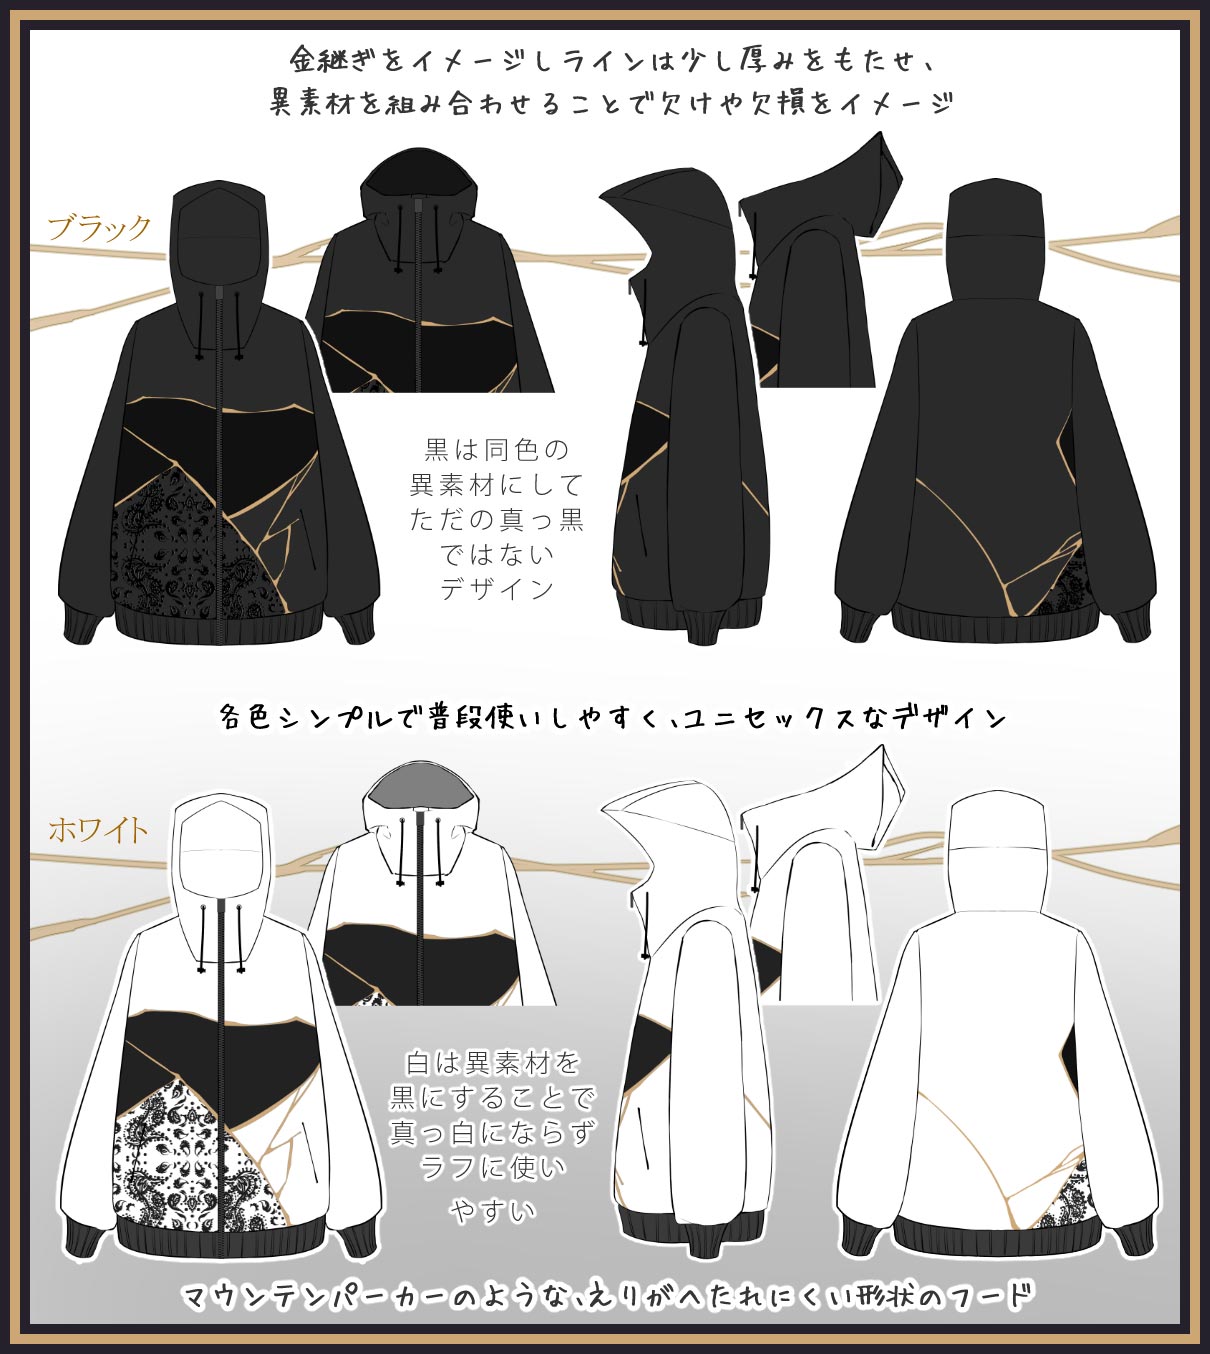 金継ぎをイメージしラインは少し厚みをもたせ、
異素材を組み合わせることで欠けや欠損をイメージ
ブラック
黒は同色の
異素材にして
ただの真っ黒
ではない
デザイン
各色シンプルで普段使いしやすく、ユニセックスなデザイン
ホワイト
白は異素材を
黒にすることで
真っ白にならず
ラフに使い
やすい
マウンテンパーカーのような、えりがへたれにくい形状のフード